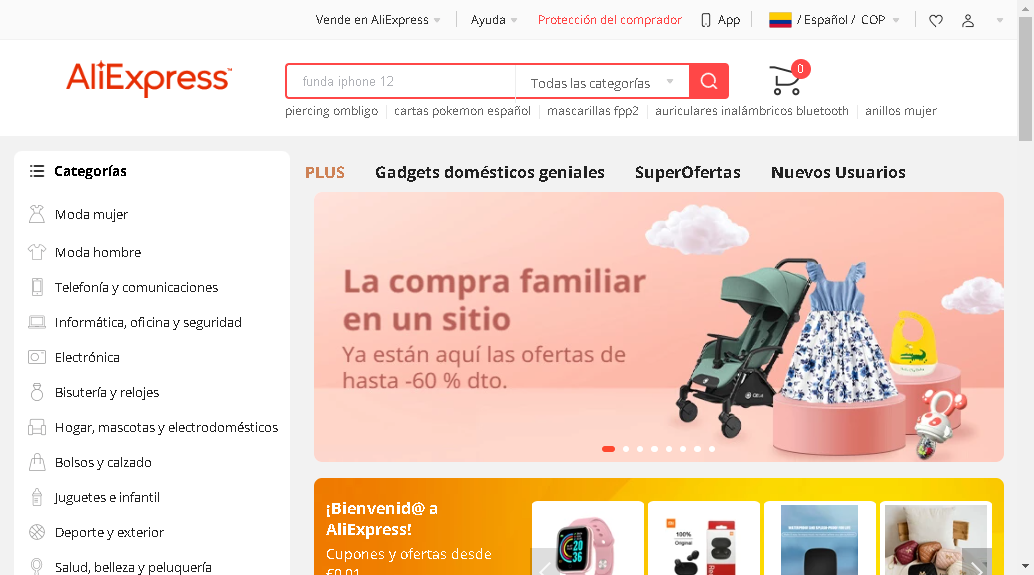 Vende en AliExpress
Ayuda
Protección del comprador
App
/ Español / COP
AliExpress
funda iphone 12
Todas las categorías
0
piercing ombligo
cartas pokemon español
mascarillas fpp2
auriculares inalámbricos bluetooth
anillos mujer
Categorías
PLUS
Gadgets domésticos geniales
SuperOfertas
Nuevos Usuarios
Moda mujer
Moda hombre
Telefonía y comunicaciones
Informática, oficina y seguridad
Electrónica
Bisutería y relojes
Hogar, mascotas y electrodomésticos
Bolsos y calzado
Juguetes e infantil
Deporte y exterior
Salud, belleza y peluquería
La compra familiar
en un sitio
Ya están aquí las ofertas de
hasta -60 % dto.
¡Bienvenid@ a
AliExpress!
Cupones y ofertas desde
€0,01
100%
Original